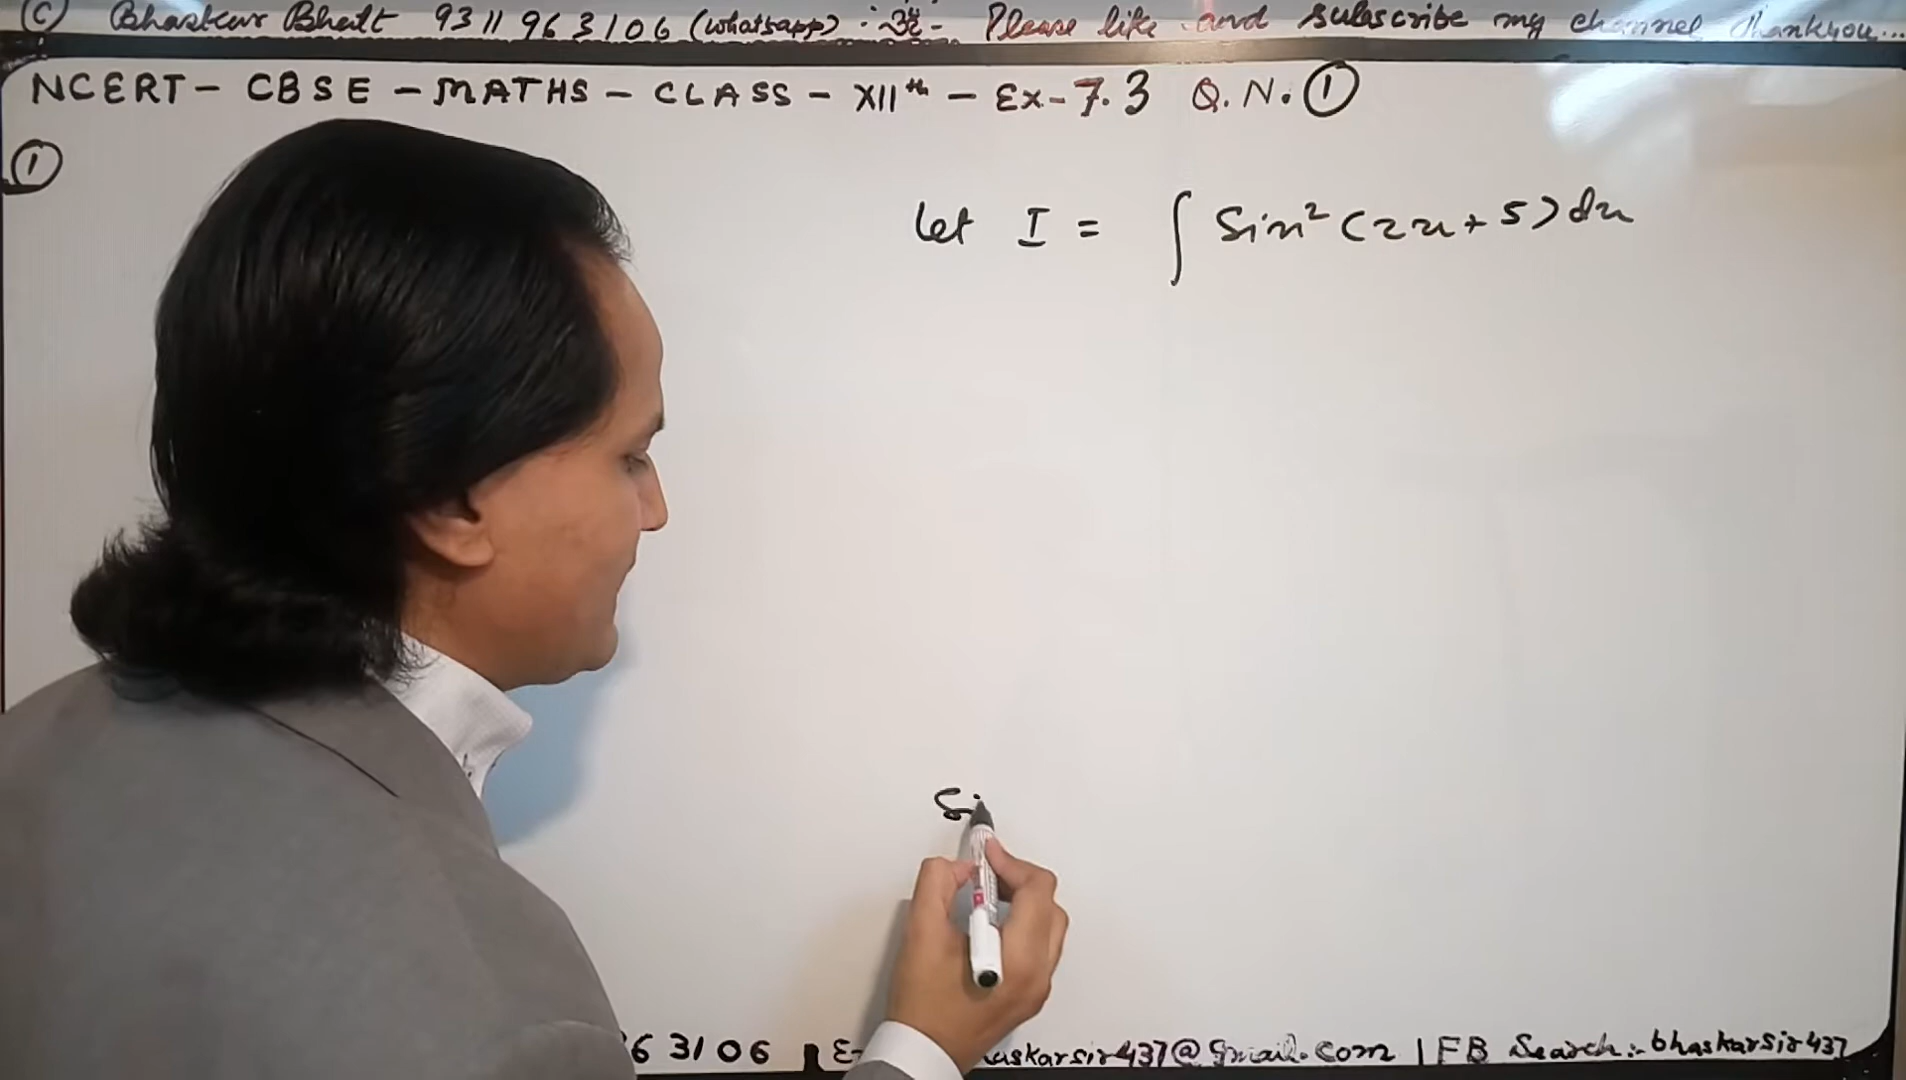 © Bhaskar Bhatt 9311963106 (whatsapp) :- Please like and subscribe my channel Thankyou...
NCERT - CBSE - MATHS - CLASS - XIIth - Ex-7.3 Q.N. ①
①
let I = ∫ Sin² (2x + 5) dx
Si
63106 | E- askarsir437@gmail.com | FB Search:- bhaskarsir437